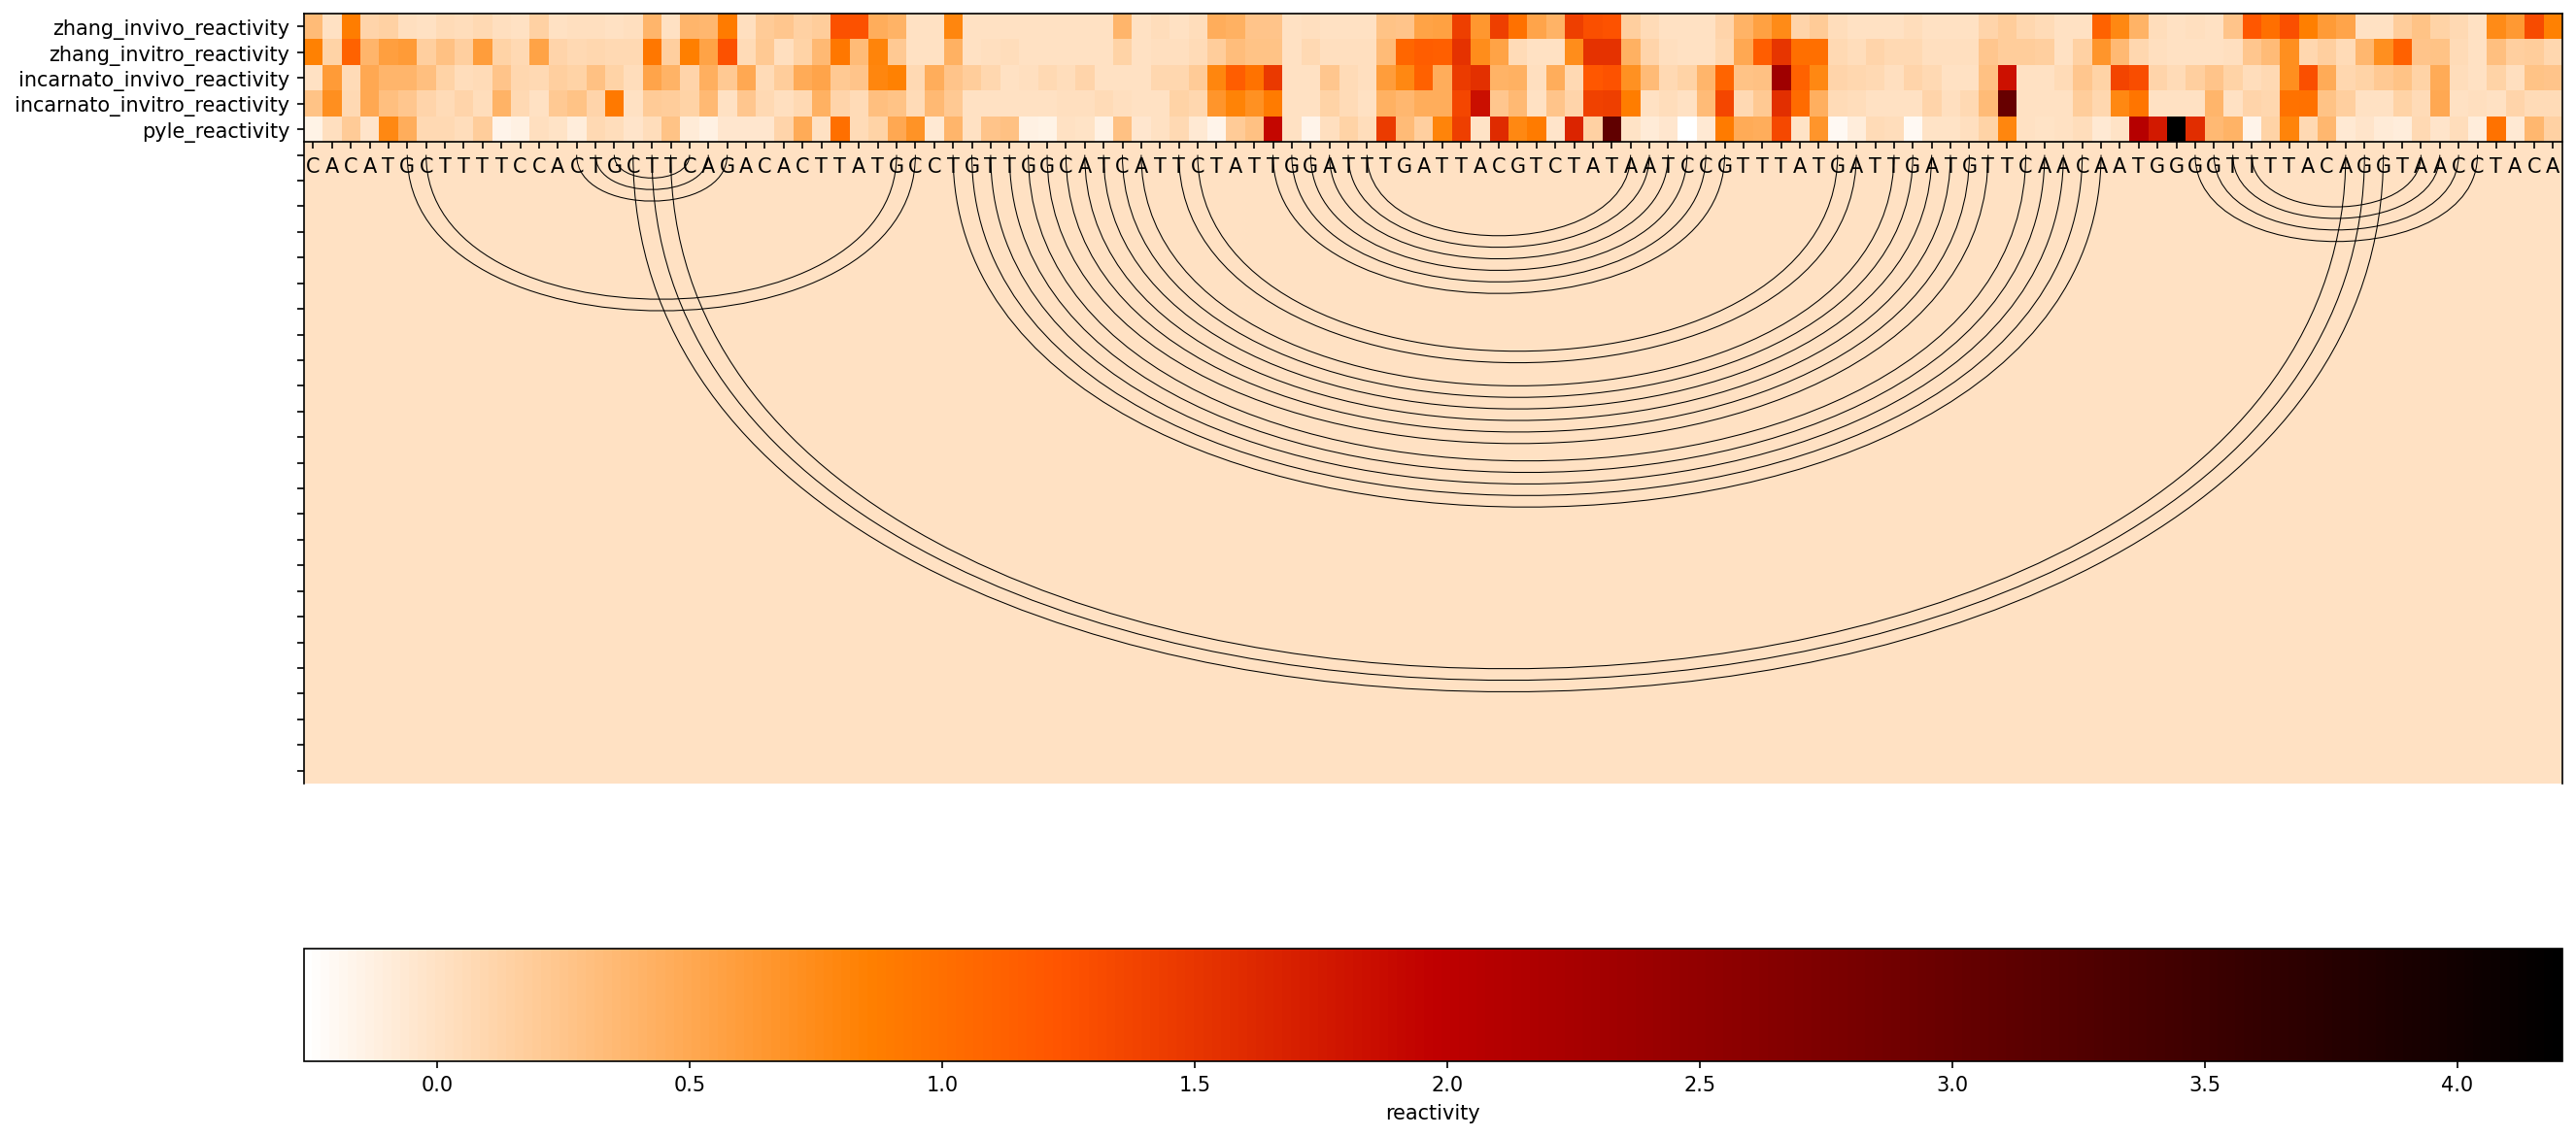 zhang_invivo_reactivity
zhang_invitro_reactivity
incarnato_invivo_reactivity
incarnato_invitro_reactivity
pyle_reactivity
C A C A T G C T T T T C C A C T G C T T C A G A C A C T T A T G C C T G T T G G C A T C A T T C T A T T G G A T T T G A T T A C G T C T A T A A T C C G T T T A T G A T T G A T G T T C A A C A A T G G G G T T T T A C A G G T A A C C T A C A
0.0 0.5 1.0 1.5 2.0 2.5 3.0 3.5 4.0
reactivity